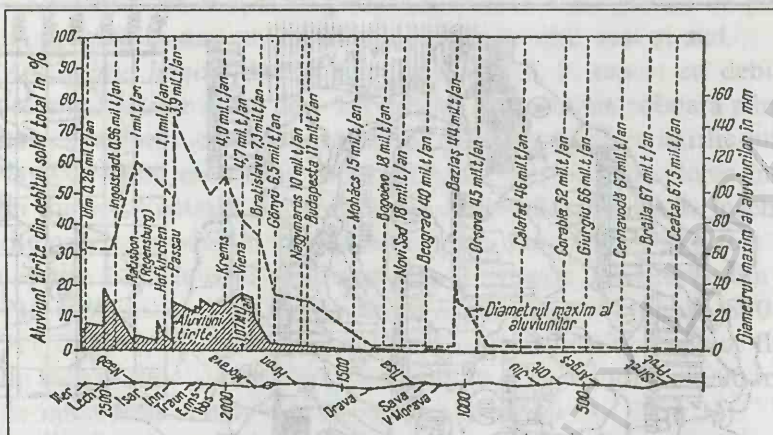 Aluviuni tîrite din debitul solid total în %
100
90
80
70
60
50
40
30
20
10
0
Ulm 0,26 mil.t/an
Ingolstadt 0,96 mil.t/an
Ratisbon (Regensburg) 1 mil.t/an
Hofkirchen 1,1 mil.t/an
Passau 3,9 mil.t/an
Krems 4,0 mil.t/an
Viena 4,7 mil.t/an
Bratislava 7,3 mil.t/an
Gönyű 6,5 mil.t/an
Nagymaros 10 mil.t/an
Budapesta 11 mil.t/an
Mohács 15 mil.t/an
Bogoievo 18 mil.t/an
Novi Sad 18 mil.t/an
Beograd 40 mil.t/an
Baziaș 44 mil.t/an
Orșova 45 mil.t/an
Calafat 46 mil.t/an
Corabia 52 mil.t/an
Giurgiu 66 mil.t/an
Cernavodă 67 mil.t/an
Brăila 67 mil.t/an
Ceatal 67,5 mil.t/an
160
140
120
100
80
60
40
20
0
Diametrul maxim al aluviunilor în mm
Aluviuni tîrite
Diametrul maxim al aluviunilor
Lech
2500
Naab
Isar
Inn
Traun
Enns
Ibbs
2000
Morava
Hron
1500
Drava
Tisa
Sava
V. Morava
1000
Jiu
Olt
Argeș
500
Siret
Prut